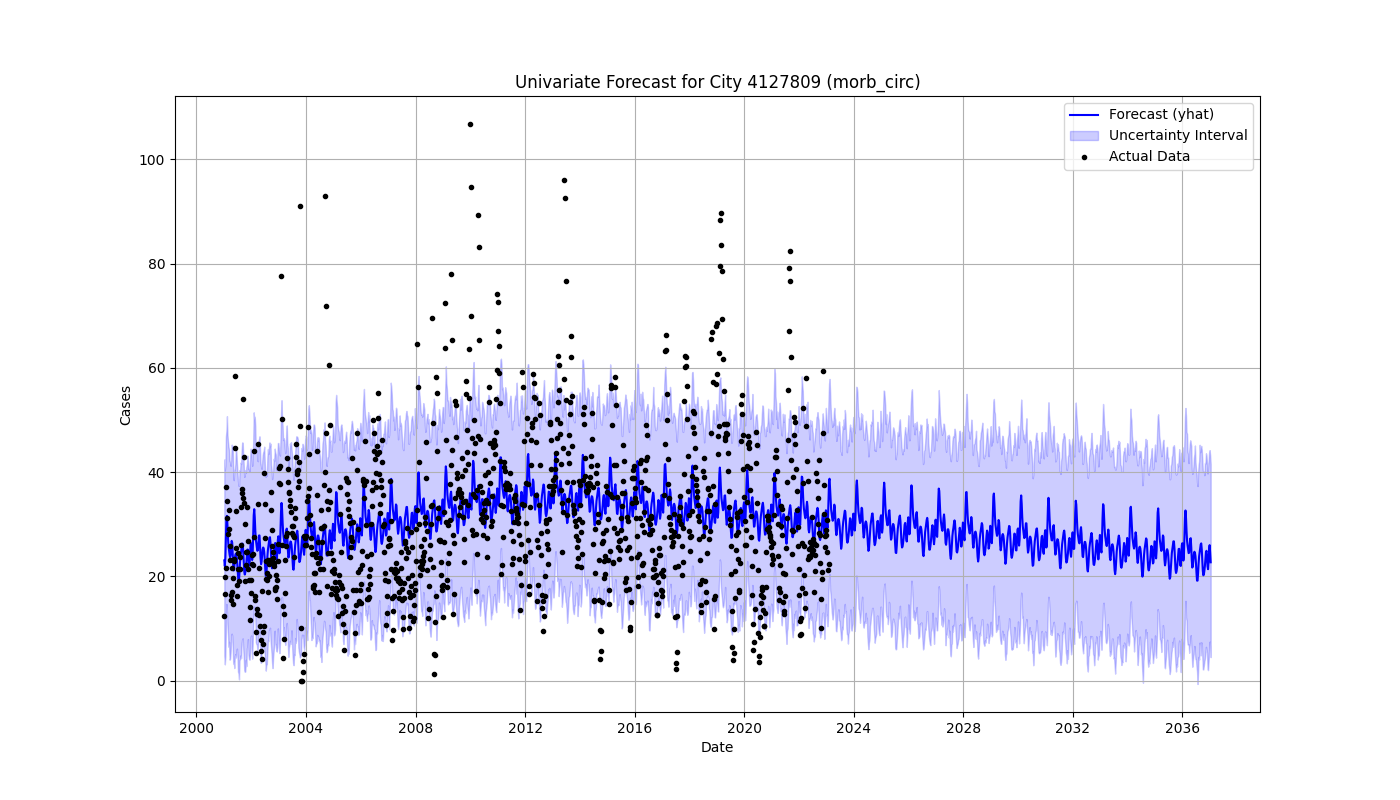 Univariate Forecast for City 4127809 (morb_circ)
Forecast (yhat)
Uncertainty Interval
Actual Data
Cases
100
80
60
40
20
0
2000 2004 2008 2012 2016 2020 2024 2028 2032 2036
Date